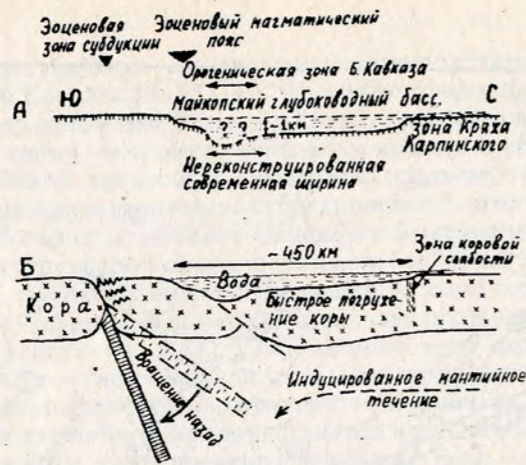 Эоценовая
зона субдукции
Эоценовый магматический
пояс
Орогеническая зона Б. Кавказа
А Ю Майкопский глубоководный басс. С
? ? ? ~1км
Зона Кряжа
Карпинского
Нереконструированная
современная ширина
Зона коровой
слабости
~450 км
Б
Вода
Кора
Быстрое погруже
ние коры
Вращение назад
Индуцированное мантийное
течение